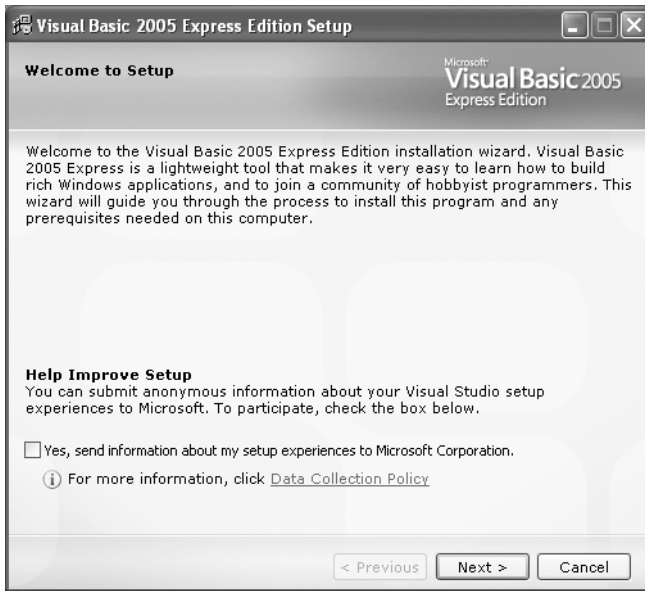 Visual Basic 2005 Express Edition Setup
Welcome to Setup
Microsoft
Visual Basic 2005
Express Edition
Welcome to the Visual Basic 2005 Express Edition installation wizard. Visual Basic
2005 Express is a lightweight tool that makes it very easy to learn how to build
rich Windows applications, and to join a community of hobbyist programmers. This
wizard will guide you through the process to install this program and any
prerequisites needed on this computer.
Help Improve Setup
You can submit anonymous information about your Visual Studio setup
experiences to Microsoft. To participate, check the box below.
Yes, send information about my setup experiences to Microsoft Corporation.
For more information, click Data Collection Policy
< Previous Next > Cancel